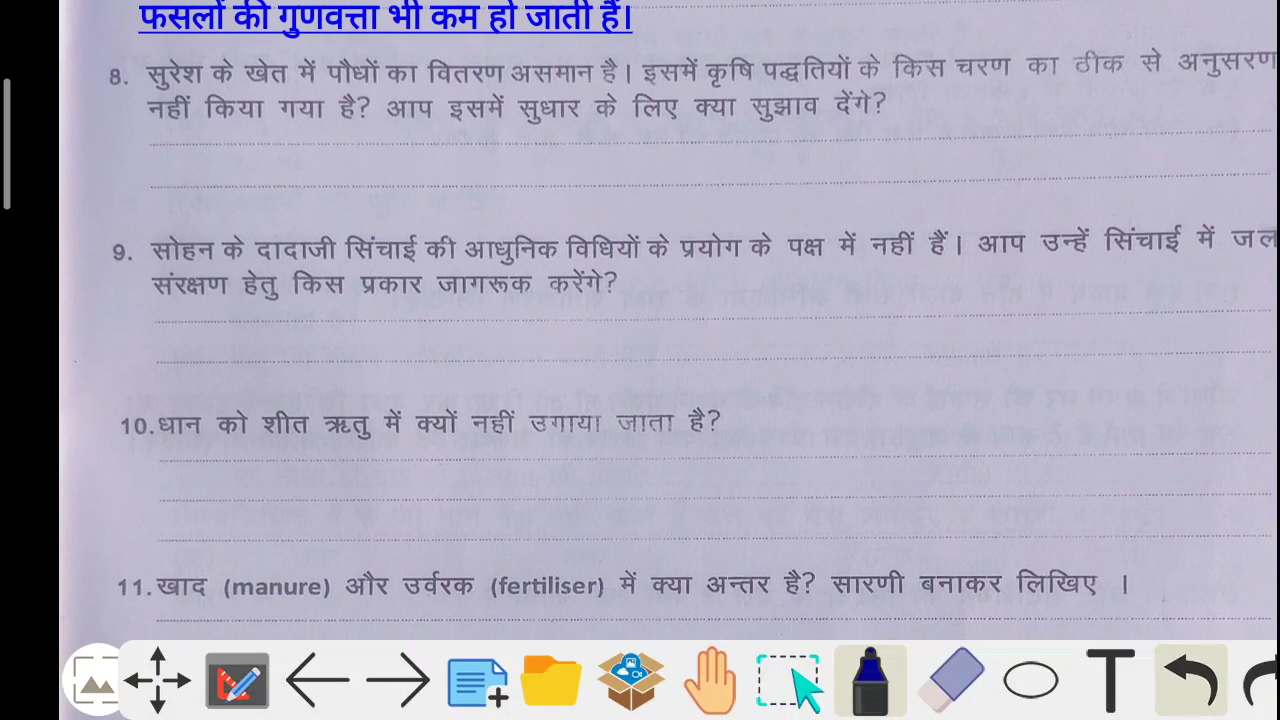 फसलों की गुणवत्ता भी कम हो जाती है।
8. सुरेश के खेत में पौधों का वितरण असमान है। इसमें कृषि पद्धतियों के किस चरण का ठीक से अनुसरण
नहीं किया गया है? आप इसमें सुधार के लिए क्या सुझाव देंगे?
9. सोहन के दादाजी सिंचाई की आधुनिक विधियों के प्रयोग के पक्ष में नहीं हैं। आप उन्हें सिंचाई में जल
संरक्षण हेतु किस प्रकार जागरूक करेंगे?
10. धान को शीत ऋतु में क्यों नहीं उगाया जाता है?
11. खाद (manure) और उर्वरक (fertiliser) में क्या अन्तर है? सारणी बनाकर लिखिए ।
T